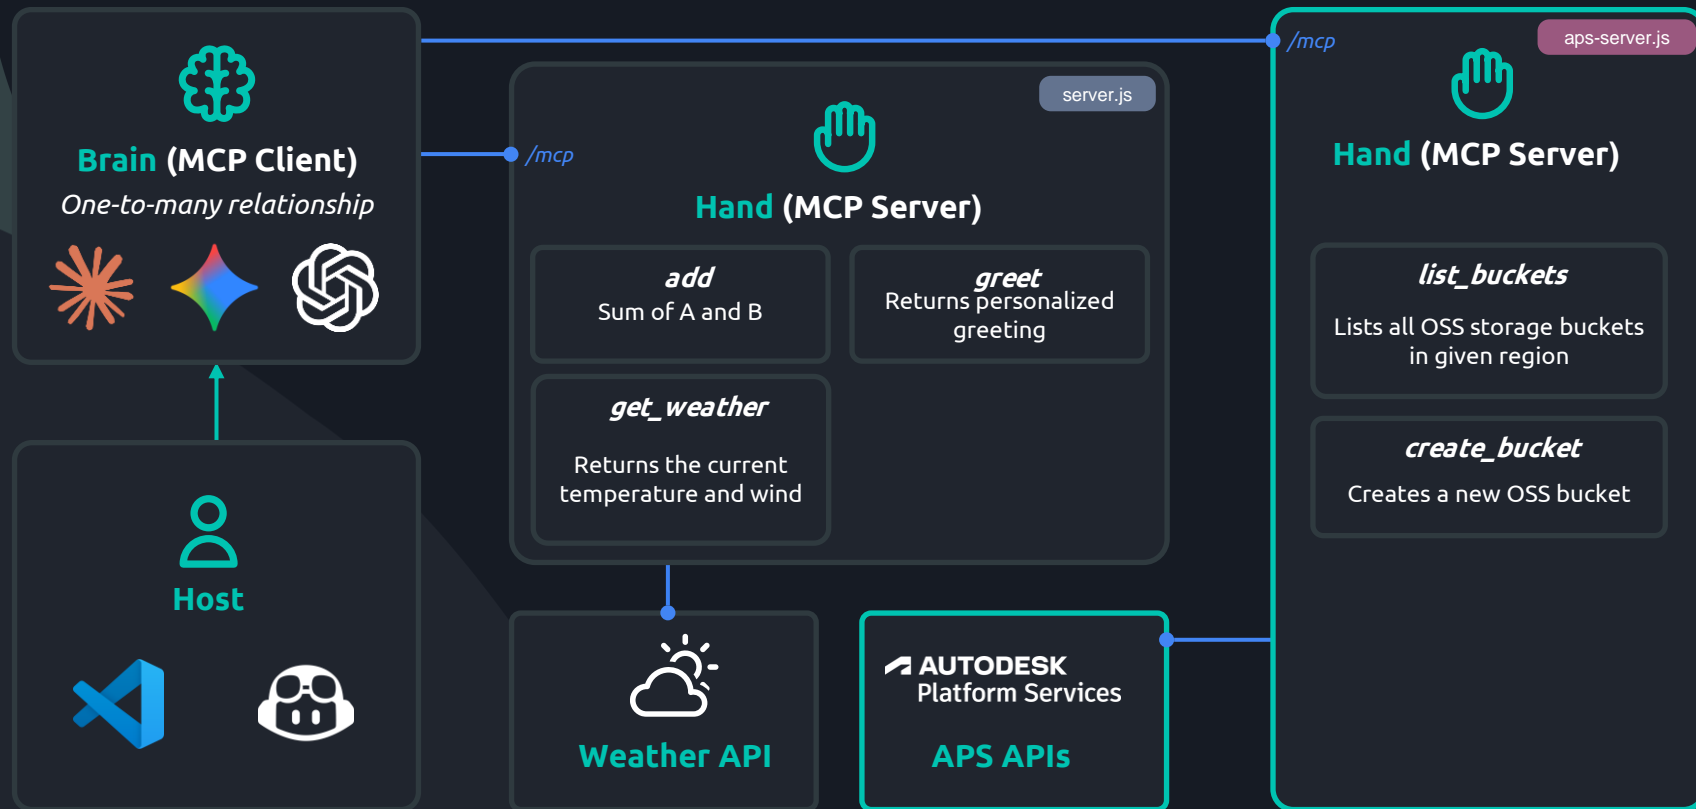 Brain (MCP Client)
One-to-many relationship
Host
/mcp
server.js
Hand (MCP Server)
add
Sum of A and B
greet
Returns personalized
greeting
get_weather
Returns the current
temperature and wind
Weather API
AUTODESK
Platform Services
APS APIs
/mcp
aps-server.js
Hand (MCP Server)
list_buckets
Lists all OSS storage buckets
in given region
create_bucket
Creates a new OSS bucket